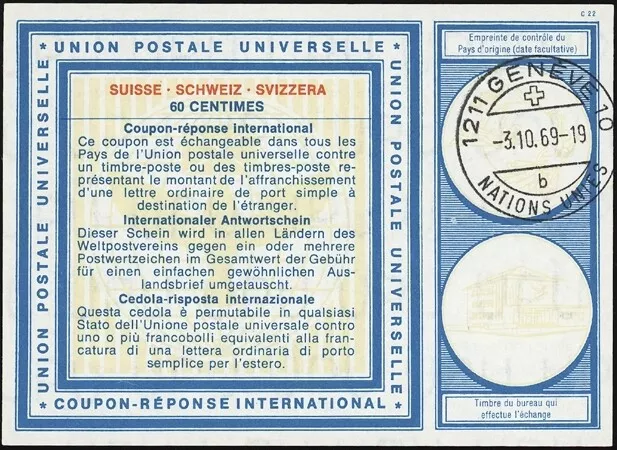 C 22
* UNION POSTALE UNIVERSELLE *
UNION POSTALE UNIVERSELLE
UNION POSTALE UNIVERSELLE
SUISSE · SCHWEIZ · SVIZZERA
60 CENTIMES
Coupon-réponse international
Ce coupon est échangeable dans tous les
Pays de l'Union postale universelle contre
un timbre-poste ou des timbres-poste re-
présentant le montant de l'affranchissement
d'une lettre ordinaire de port simple à
destination de l'étranger.
Internationaler Antwortschein
Dieser Schein wird in allen Ländern des
Weltpostvereins gegen ein oder mehrere
Postwertzeichen im Gesamtwert der Gebühr
für einen einfachen gewöhnlichen Aus-
landsbrief umgetauscht.
Cedola-risposta internazionale
Questa cedola è permutabile in qualsiasi
Stato dell'Unione postale universale contro
uno o più francobolli equivalenti alla fran-
catura di una lettera ordinaria di porto
semplice per l'estero.
* COUPON-RÉPONSE INTERNATIONAL *
Empreinte de contrôle du
Pays d'origine (date facultative)
1211 GENÈVE 10
-3.10.69-19
b
NATIONS UNIES
Timbre du bureau qui
effectue l'échange